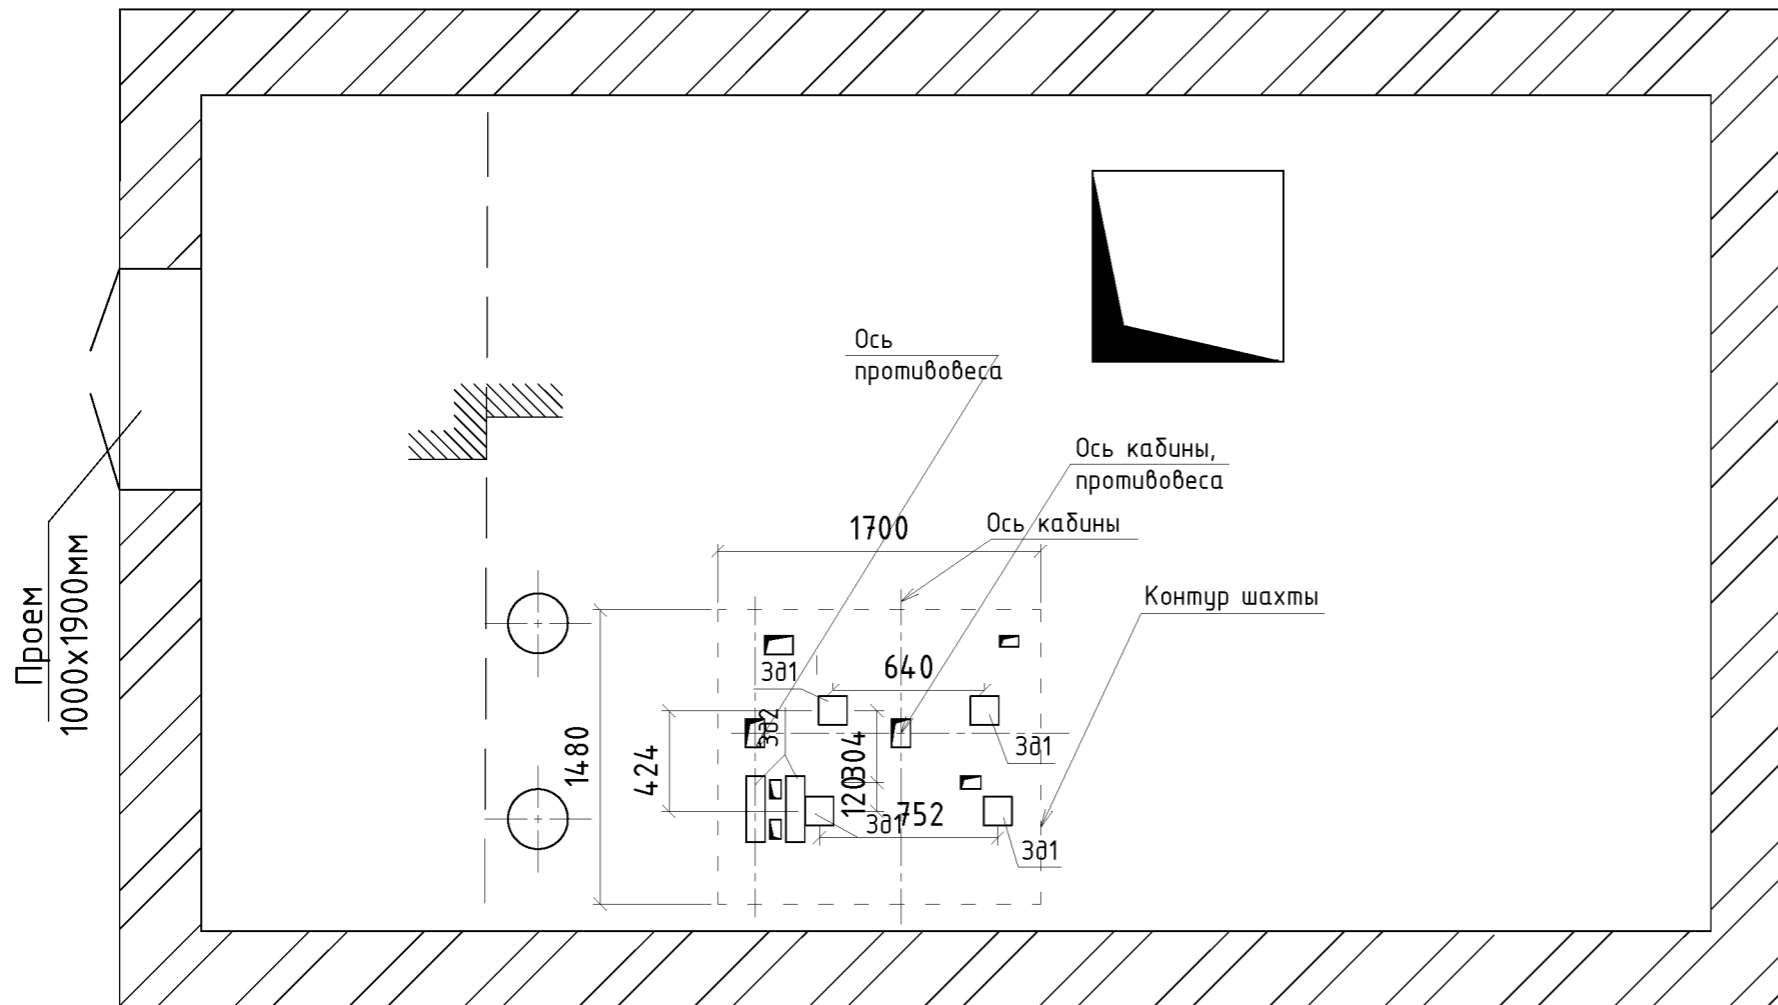 Ось
противовеса
Ось кабины,
противовеса
1700
Ось кабины
Контур шахты
Проем
1000х1900мм
Зд1
640
Зд2
1480
424
304
Зд1
120
Зд1
752
Зд1